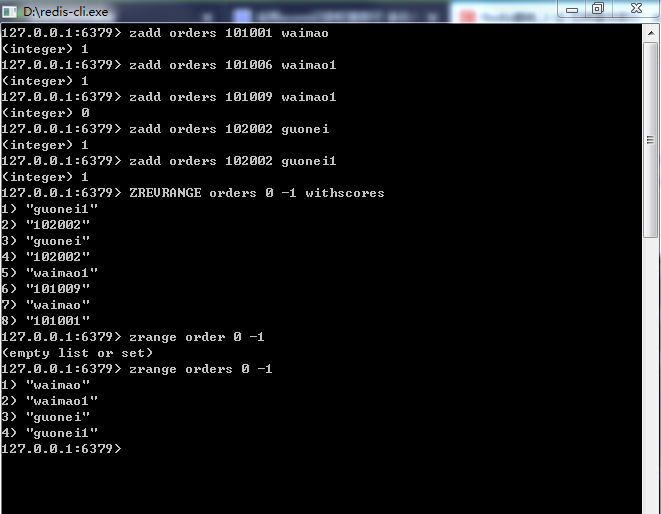 D:\redis-cli.exe
127.0.0.1:6379> zadd orders 101001 waimao
(integer) 1
127.0.0.1:6379> zadd orders 101006 waimao1
(integer) 1
127.0.0.1:6379> zadd orders 101009 waimao1
(integer) 0
127.0.0.1:6379> zadd orders 102002 guonei
(integer) 1
127.0.0.1:6379> zadd orders 102002 guonei1
(integer) 1
127.0.0.1:6379> ZREVRANGE orders 0 -1 withscores
1) "guonei1"
2) "102002"
3) "guonei"
4) "102002"
5) "waimao1"
6) "101009"
7) "waimao"
8) "101001"
127.0.0.1:6379> zrange order 0 -1
(empty list or set)
127.0.0.1:6379> zrange orders 0 -1
1) "waimao"
2) "waimao1"
3) "guonei"
4) "guonei1"
127.0.0.1:6379>